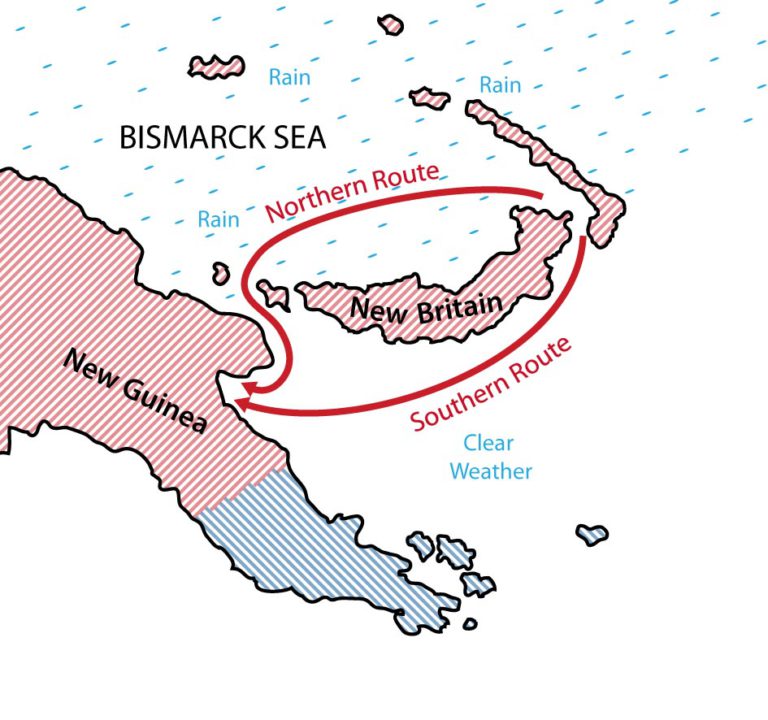 Rain
Rain
BISMARCK SEA
Northern Route
Rain
New Britain
New Guinea
Southern Route
Clear
Weather